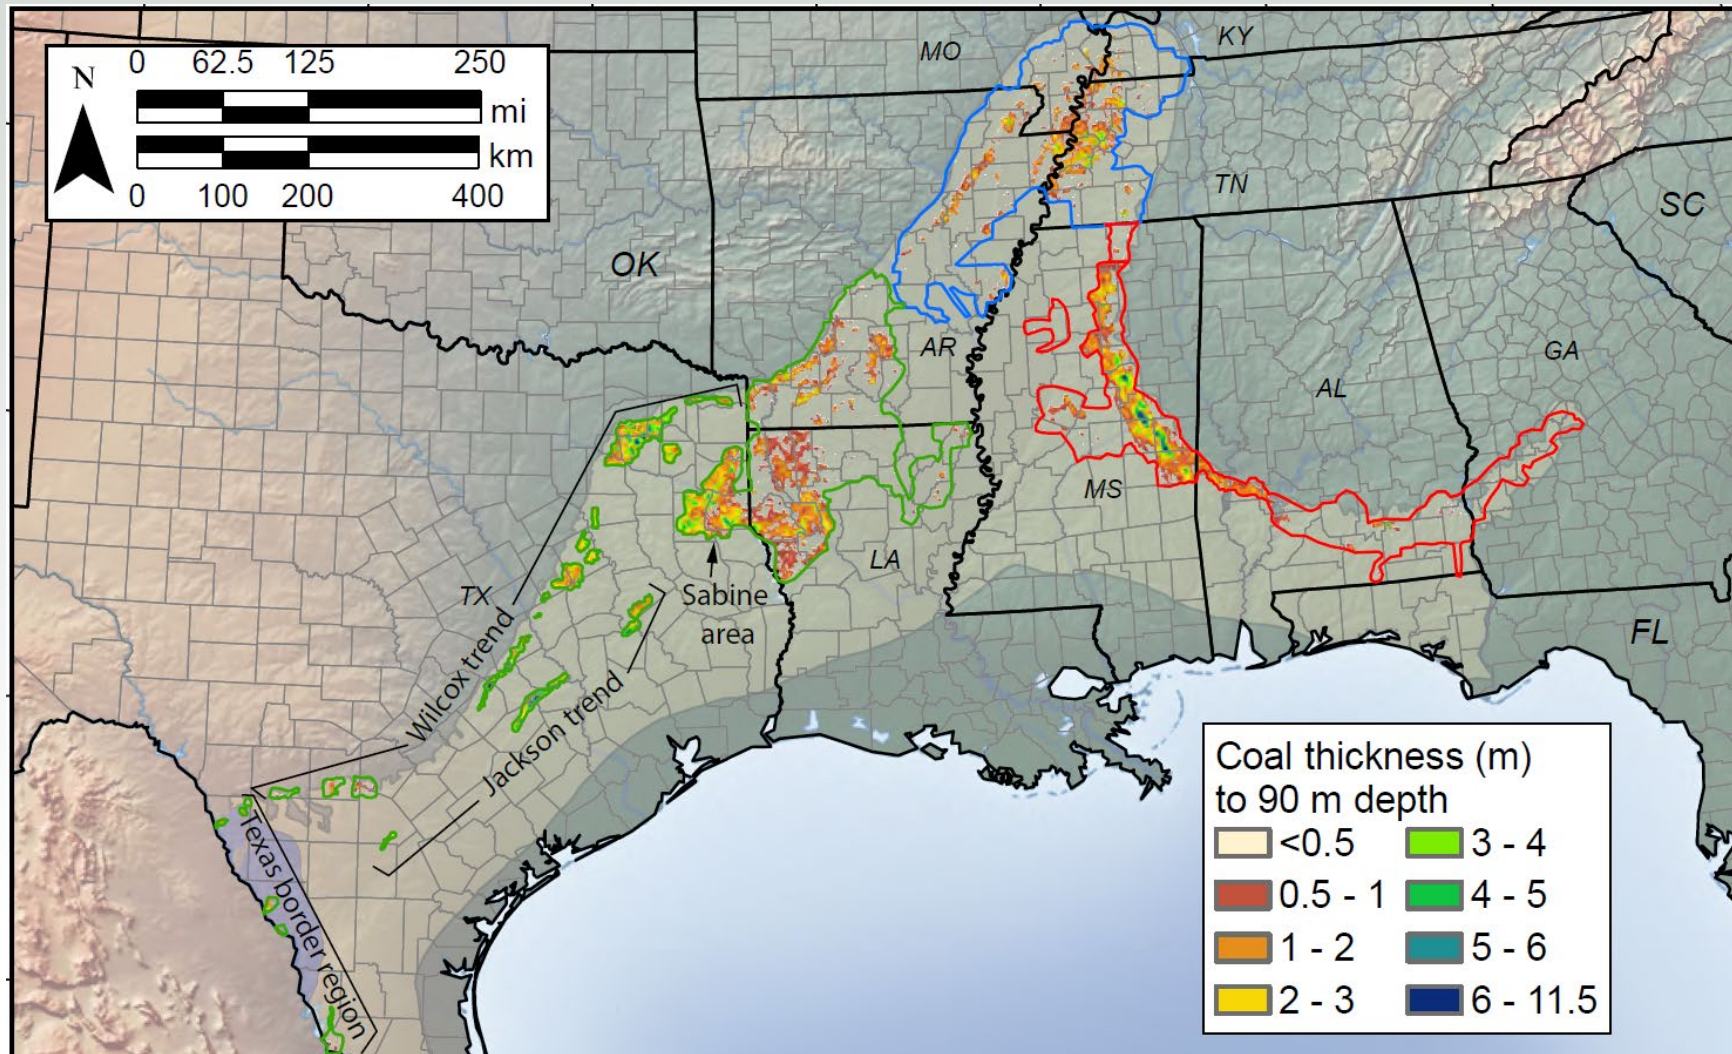 N
0 62.5 125 250
mi
km
0 100 200 400
MO
KY
TN
SC
OK
AR
GA
AL
MS
LA
TX
FL
Sabine
area
Wilcox trend
Jackson trend
Texas border region
Coal thickness (m)
to 90 m depth
<0.5
0.5 - 1
1 - 2
2 - 3
3 - 4
4 - 5
5 - 6
6 - 11.5